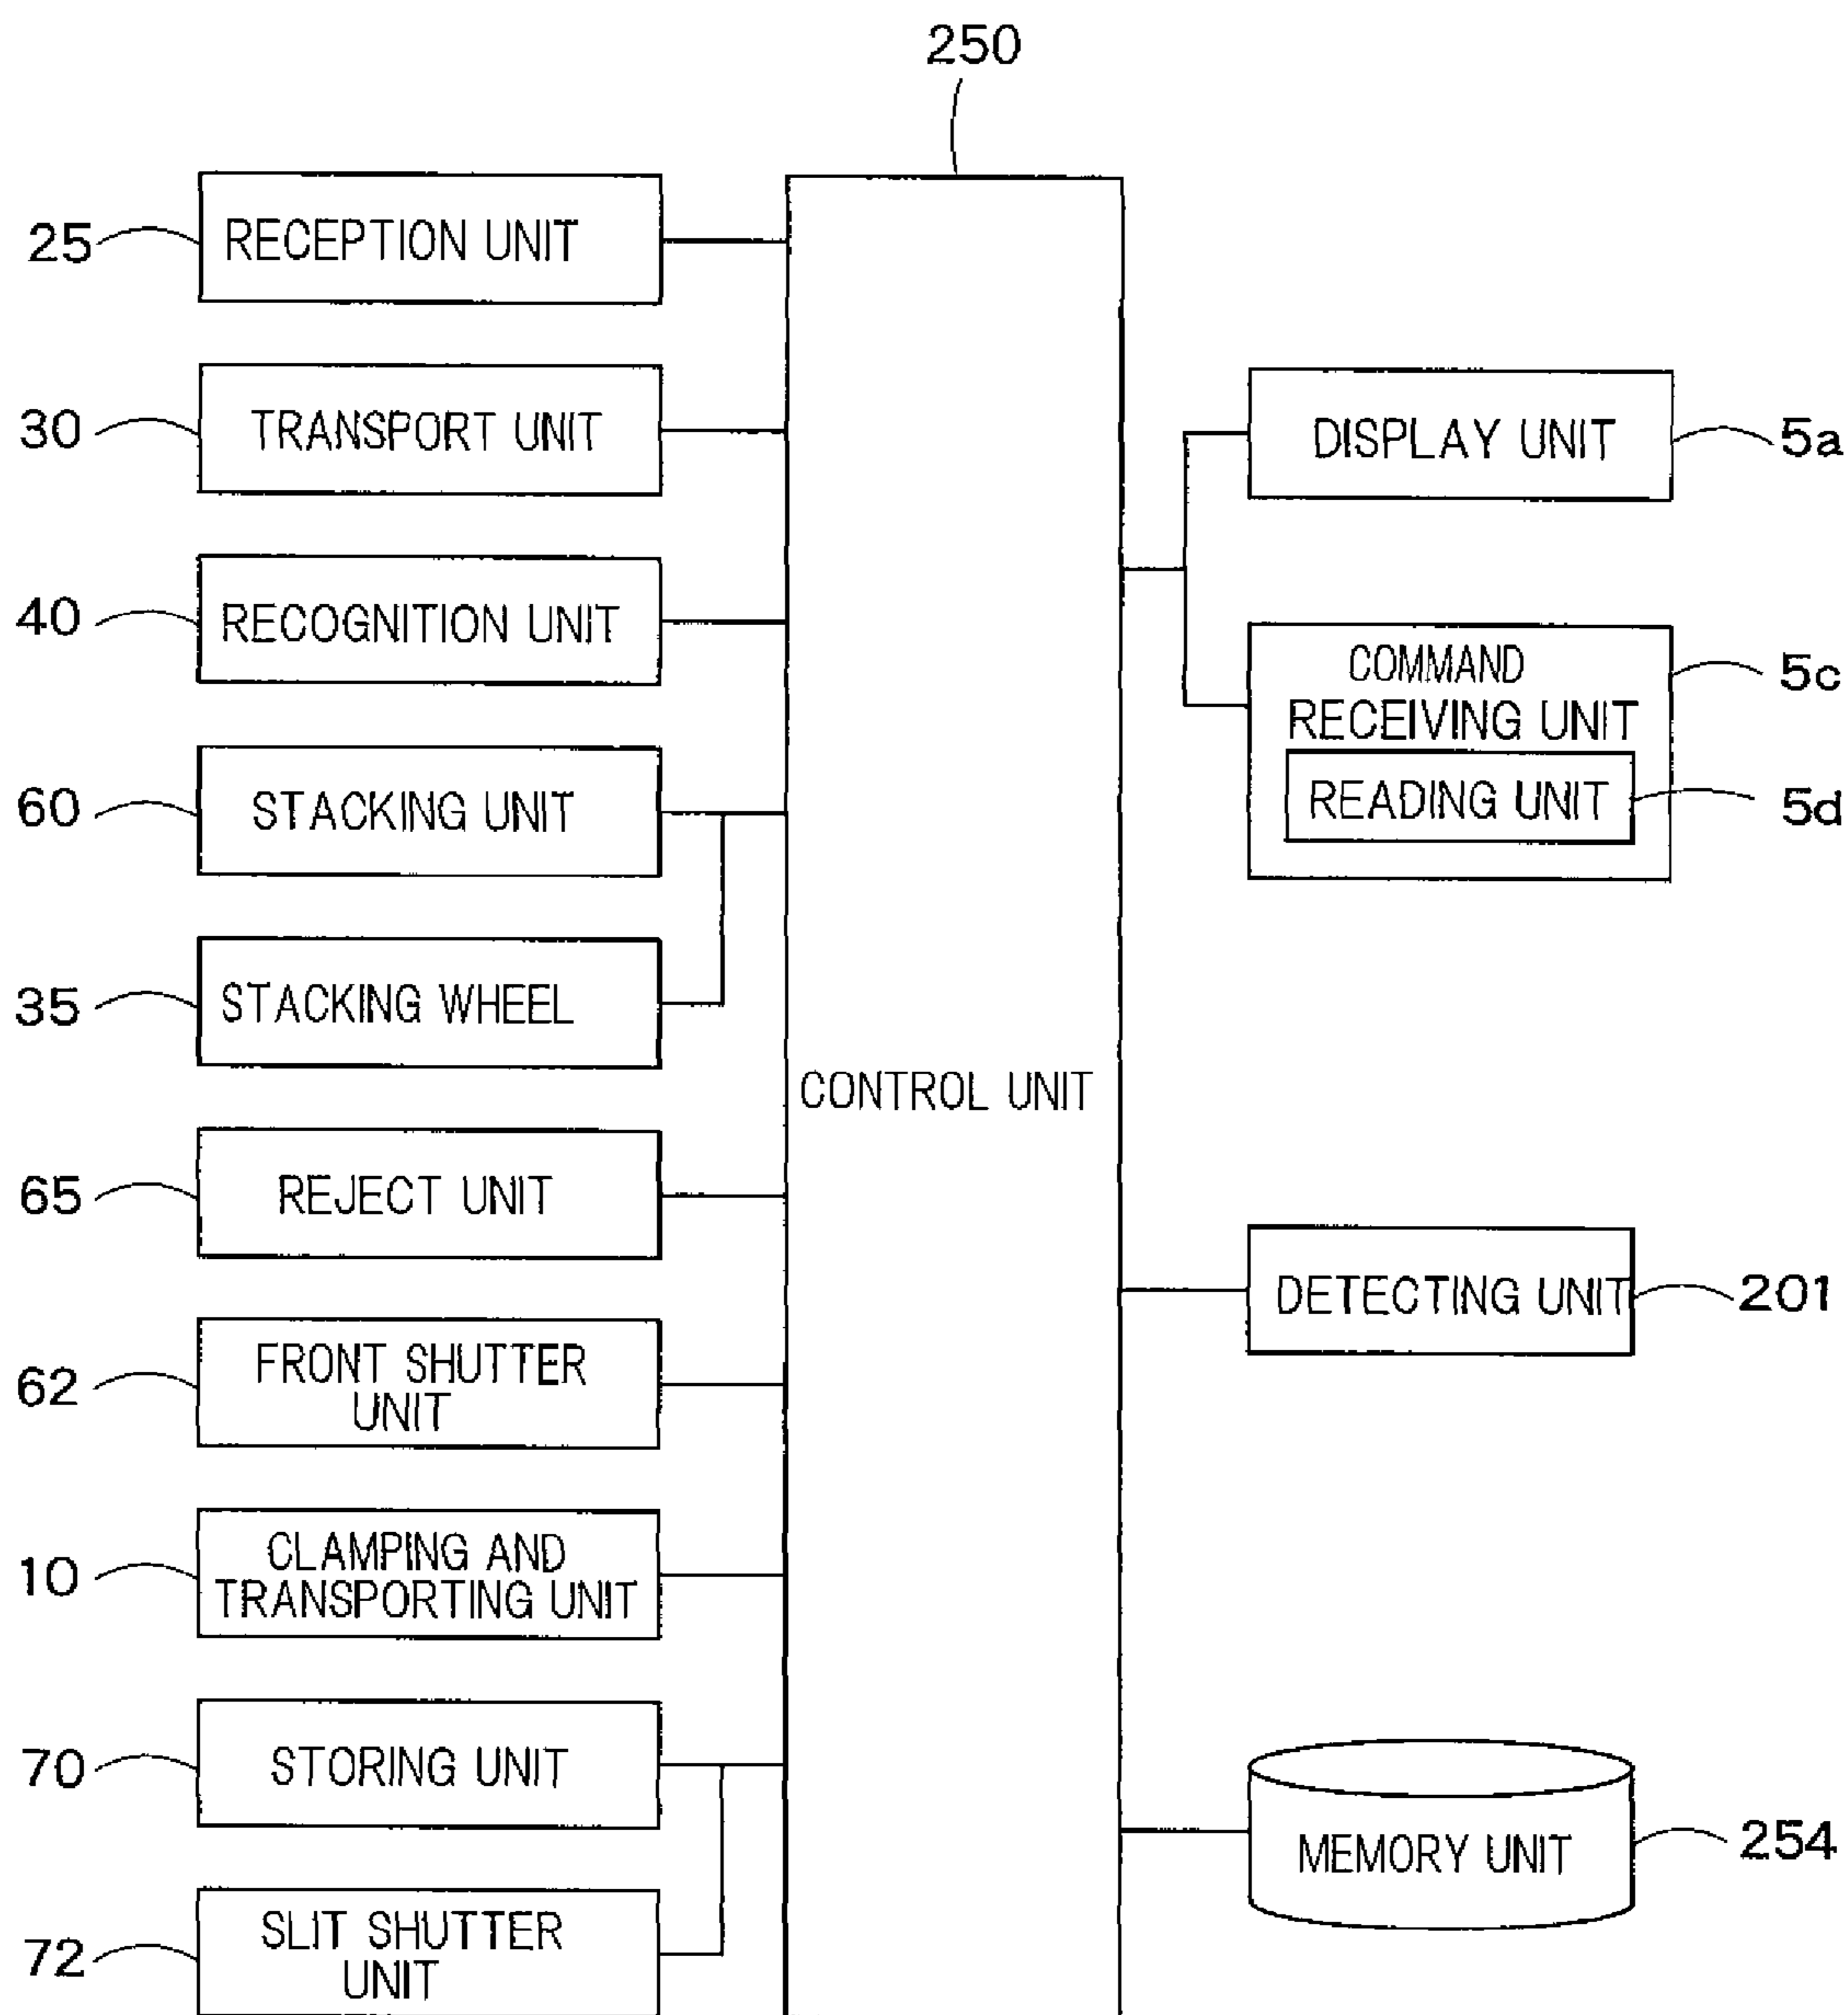 250
25
RECEPTION UNIT
30
TRANSPORT UNIT
40
RECOGNITION UNIT
60
STACKING UNIT
35
STACKING WHEEL
65
REJECT UNIT
62
FRONT SHUTTER
UNIT
10
CLAMPING AND
TRANSPORTING UNIT
70
STORING UNIT
72
SLIT SHUTTER
UNIT
CONTROL UNIT
DISPLAY UNIT
5a
COMMAND
RECEIVING UNIT
5c
READING UNIT
5d
DETECTING UNIT
201
MEMORY UNIT
254